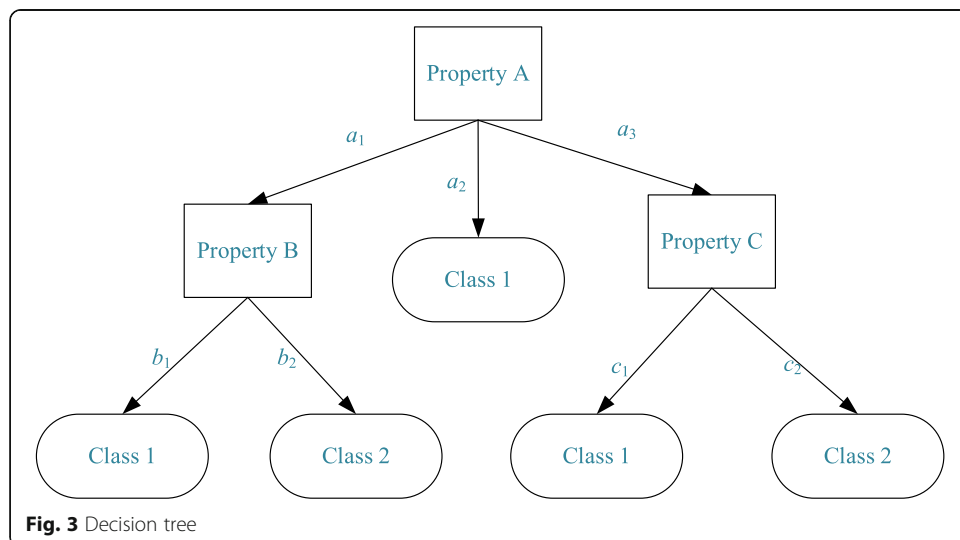 Property A
a₁
a₂
a₃
Property B
Class 1
Property C
b₁
b₂
c₁
c₂
Class 1
Class 2
Class 1
Class 2
Fig. 3 Decision tree